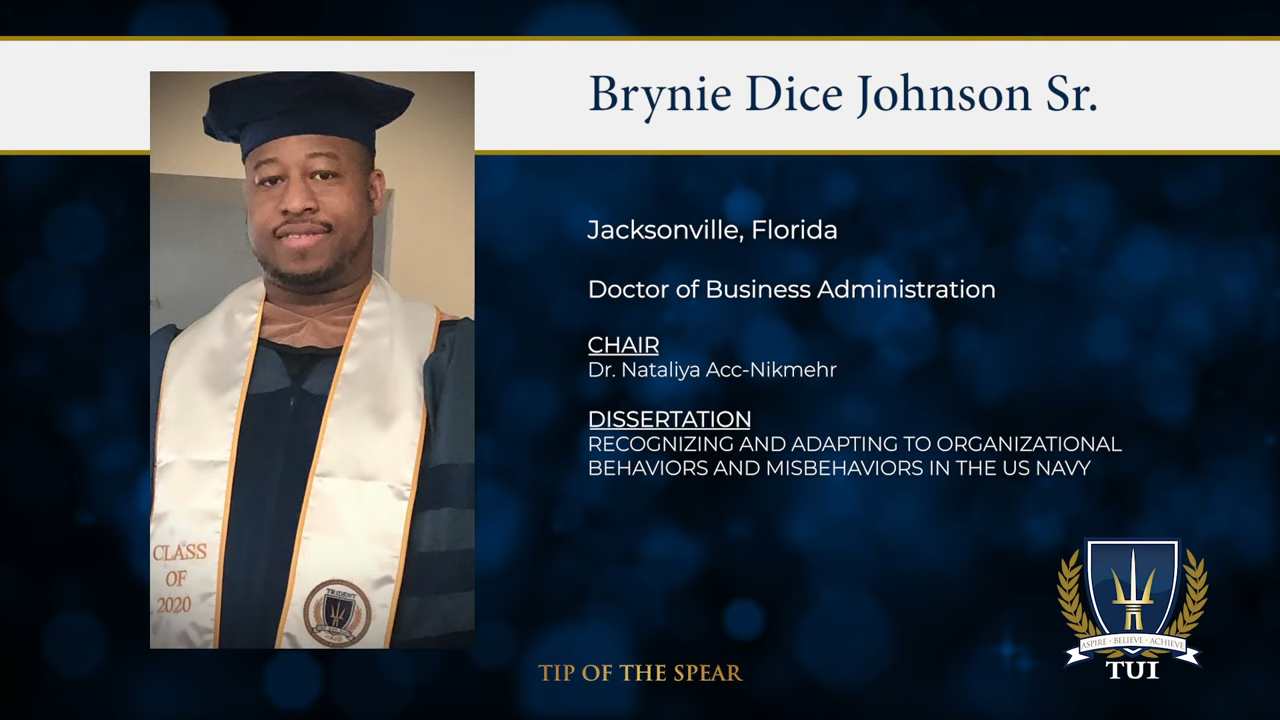 Brynie Dice Johnson Sr.
Jacksonville, Florida
Doctor of Business Administration
CHAIR
Dr. Nataliya Acc-Nikmehr
DISSERTATION
RECOGNIZING AND ADAPTING TO ORGANIZATIONAL
BEHAVIORS AND MISBEHAVIORS IN THE US NAVY
CLASS
OF
2020
TRIDENT
ASPIRE · BELIEVE · ACHIEVE
TUI
TIP OF THE SPEAR